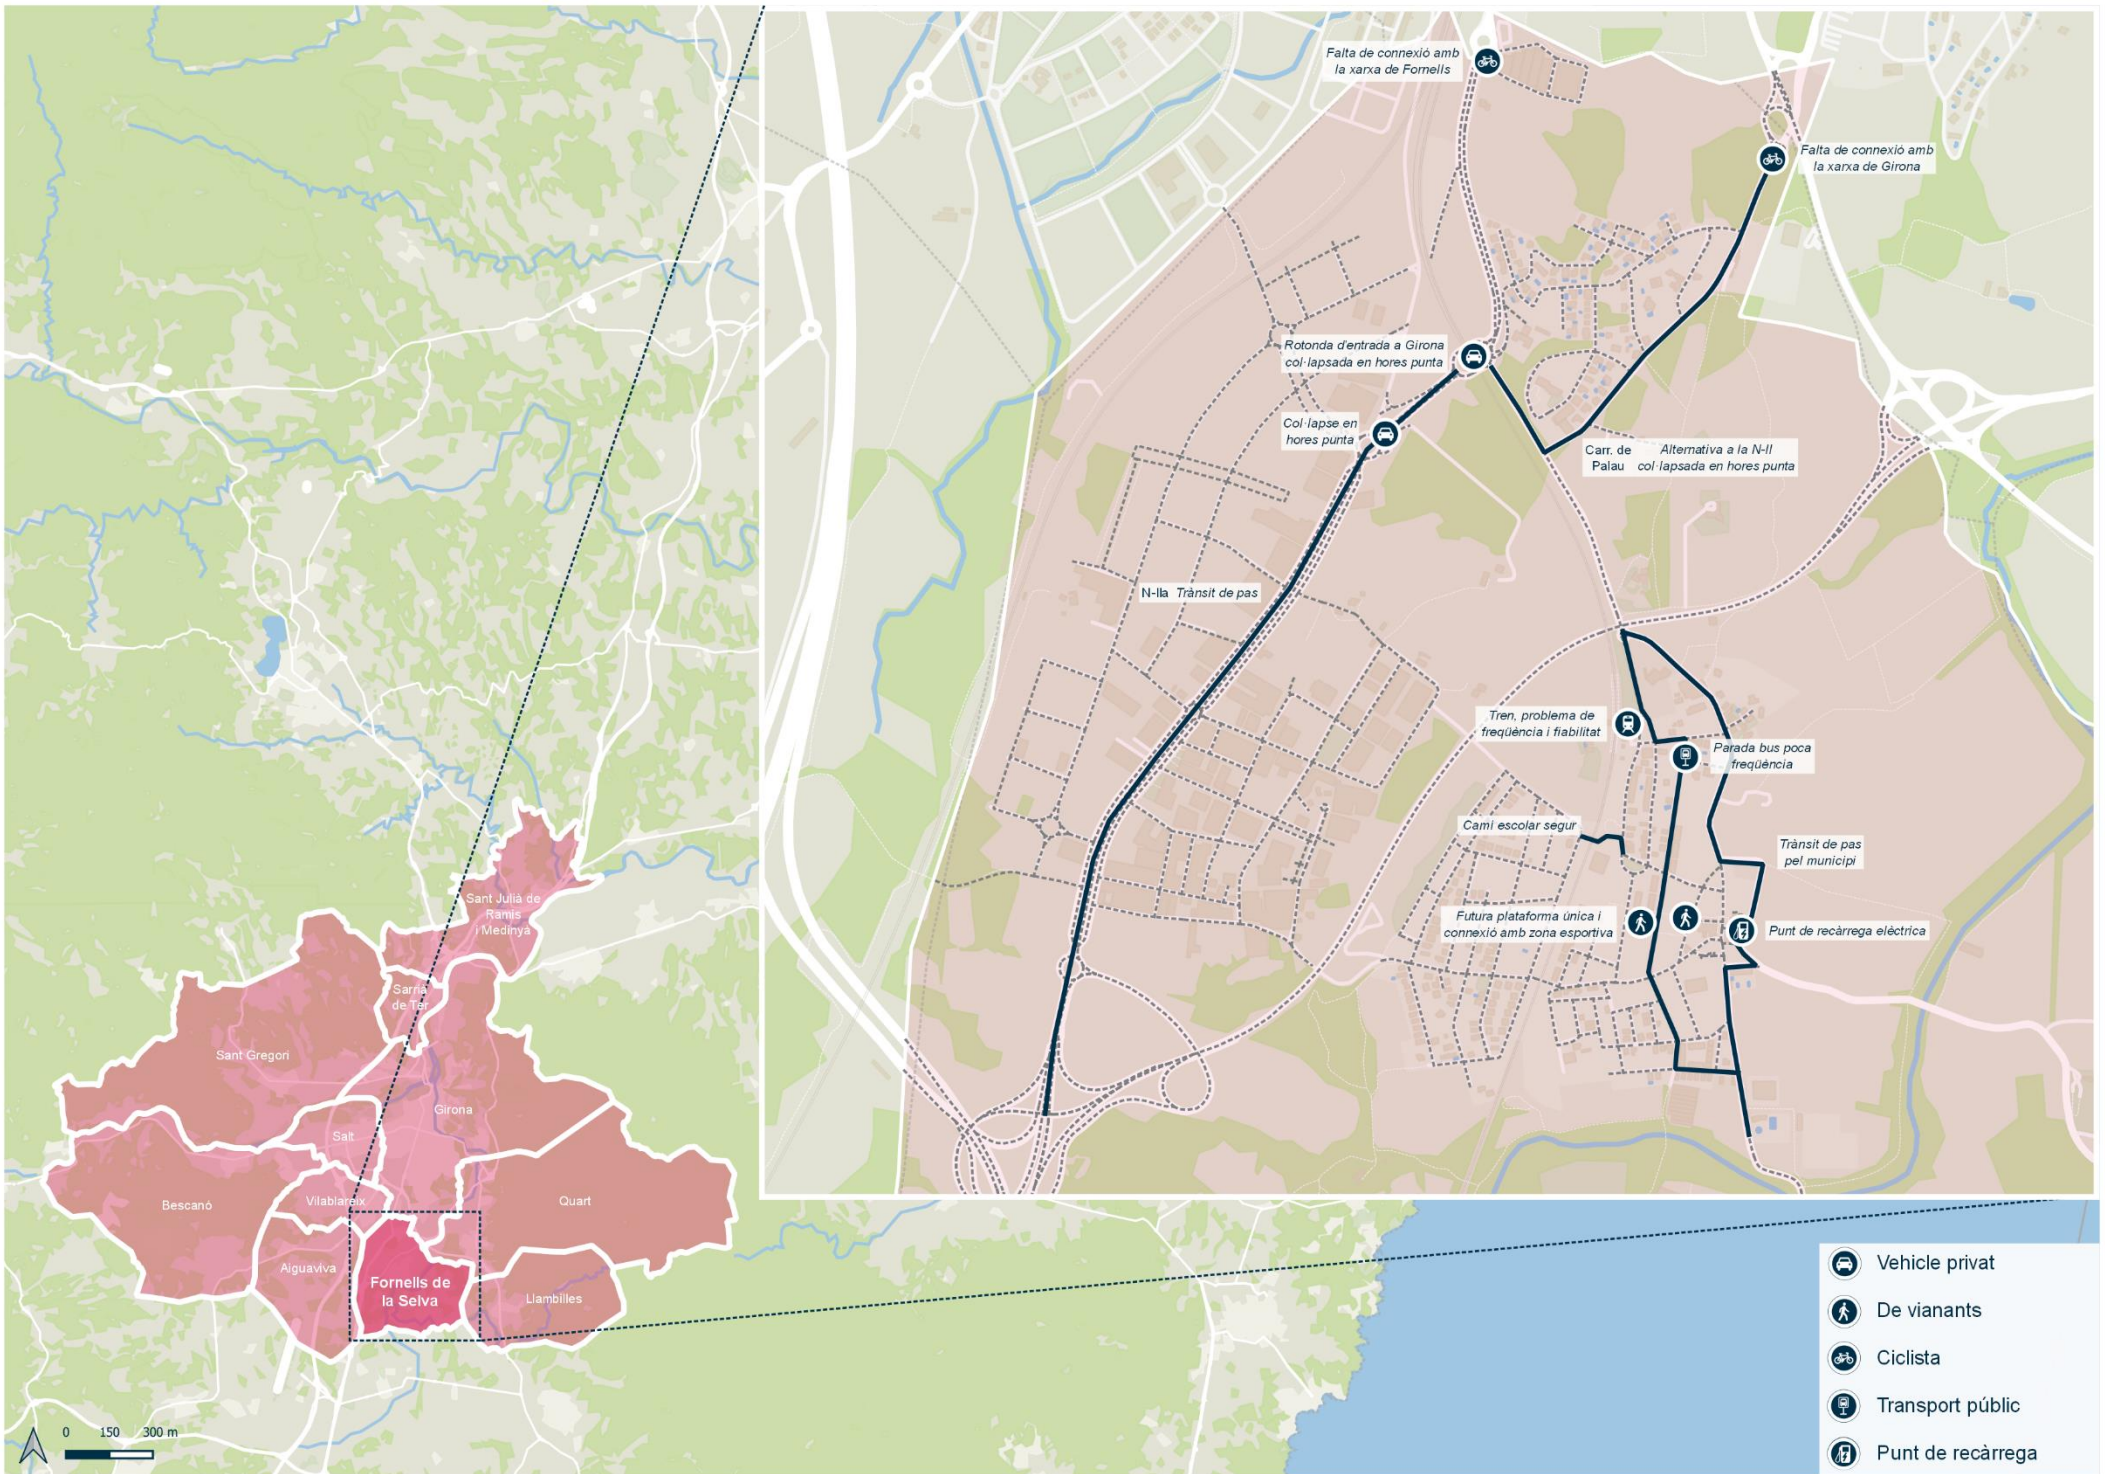 Falta de connexió amb
la xarxa de Fornells
Falta de connexió amb
la xarxa de Girona
Rotonda d'entrada a Girona
col·lapsada en hores punta
Col·lapse en
hores punta
Carr. de
Palau
Alternativa a la N-II
col·lapsada en hores punta
N-IIa Trànsit de pas
Tren, problema de
freqüència i fiabilitat
Parada bus poca
freqüència
Camí escolar segur
Trànsit de pas
pel municipi
Futura plataforma única i
connexió amb zona esportiva
Punt de recàrrega elèctrica
Sant Julià de
Ramis
i Medinyà
Sarrià
de Ter
Sant Gregori
Girona
Salt
Bescanó
Vilablareix
Quart
Aiguaviva
Fornells de
la Selva
Llambilles
Vehicle privat
De vianants
Ciclista
Transport públic
Punt de recàrrega
0 150 300 m